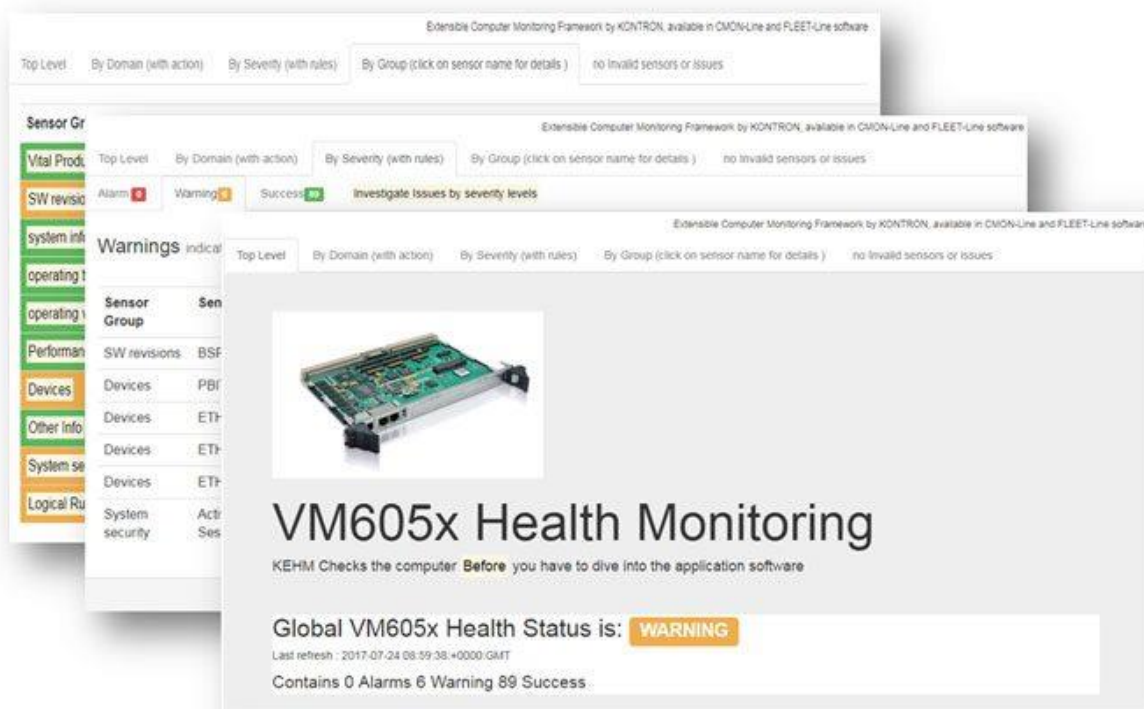 Extensible Computer Monitoring Framework by KONTRON, available in CMON-Line and FLEET-Line software
Top Level By Domain (with action) By Severity (with rules) By Group (click on sensor name for details ) no Invalid sensors or issues
Sensor Gr
Vital Produ
SW revisio
system inf
operating t
operating v
Performan
Devices
Other Info
System se
Logical Ru
Extensible Computer Monitoring Framework by KONTRON, available in CMON-Line and FLEET-Line software
Top Level By Domain (with action) By Severity (with rules) By Group (click on sensor name for details ) no Invalid sensors or issues
Alarm 0 Warning 6 Success 89 Investigate Issues by severity levels
Warnings indicat
Sensor Group Sen
SW revisions BSP
Devices PBIT
Devices ETH
Devices ETH
Devices ETH
System security Acti Ses
Extensible Computer Monitoring Framework by KONTRON, available in CMON-Line and FLEET-Line softwar
Top Level By Domain (with action) By Severity (with rules) By Group (click on sensor name for details ) no Invalid sensors or issues
VM605x Health Monitoring
KEHM Checks the computer Before you have to dive into the application software
Global VM605x Health Status is: WARNING
Last refresh : 2017-07-24 08:59:38.+0000:GMT
Contains 0 Alarms 6 Warning 89 Success